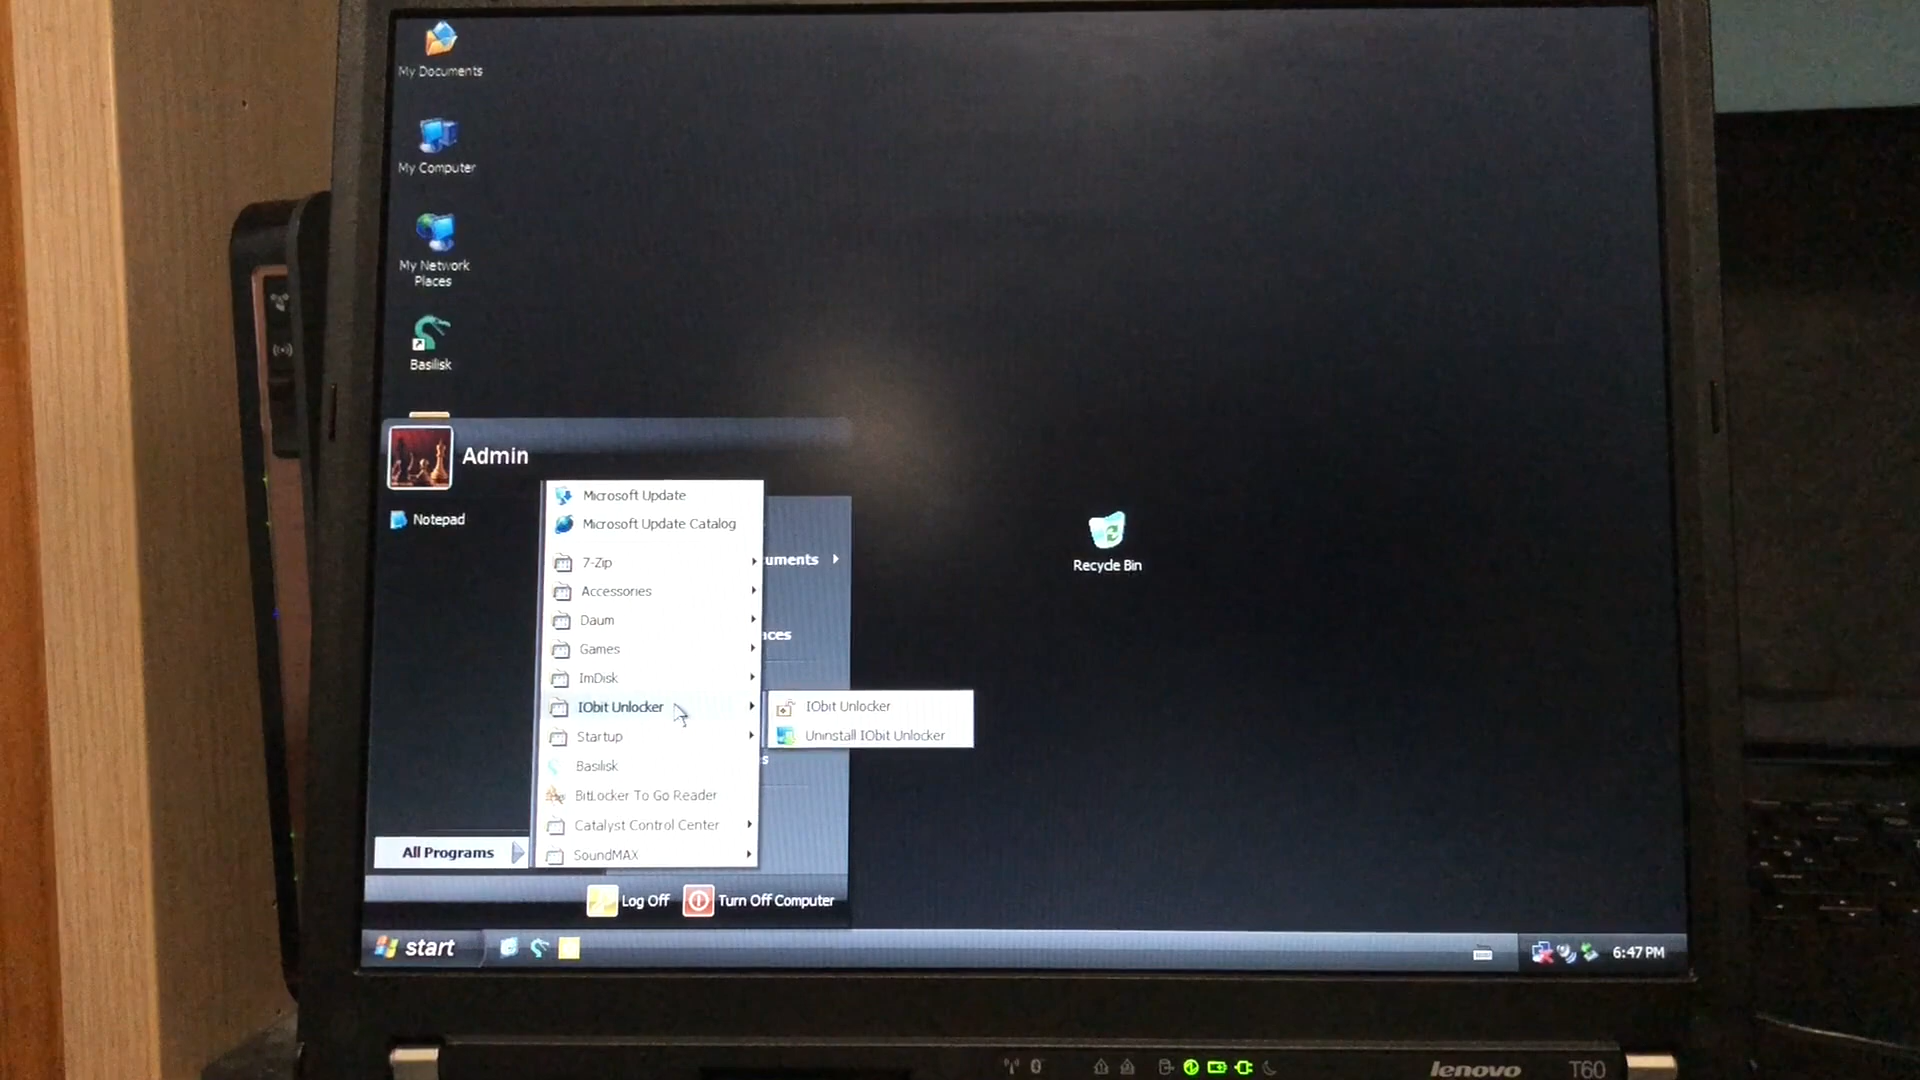 My Documents
My Computer
My Network
Places
Basilisk
Admin
Notepad
Microsoft Update
Microsoft Update Catalog
7-Zip
Accessories
Daum
Games
ImDisk
IObit Unlocker
Startup
Basilisk
BitLocker To Go Reader
Catalyst Control Center
SoundMAX
IObit Unlocker
Uninstall IObit Unlocker
All Programs
Log Off
Turn Off Computer
Recycle Bin
start
6:47 PM
lenovo
T60